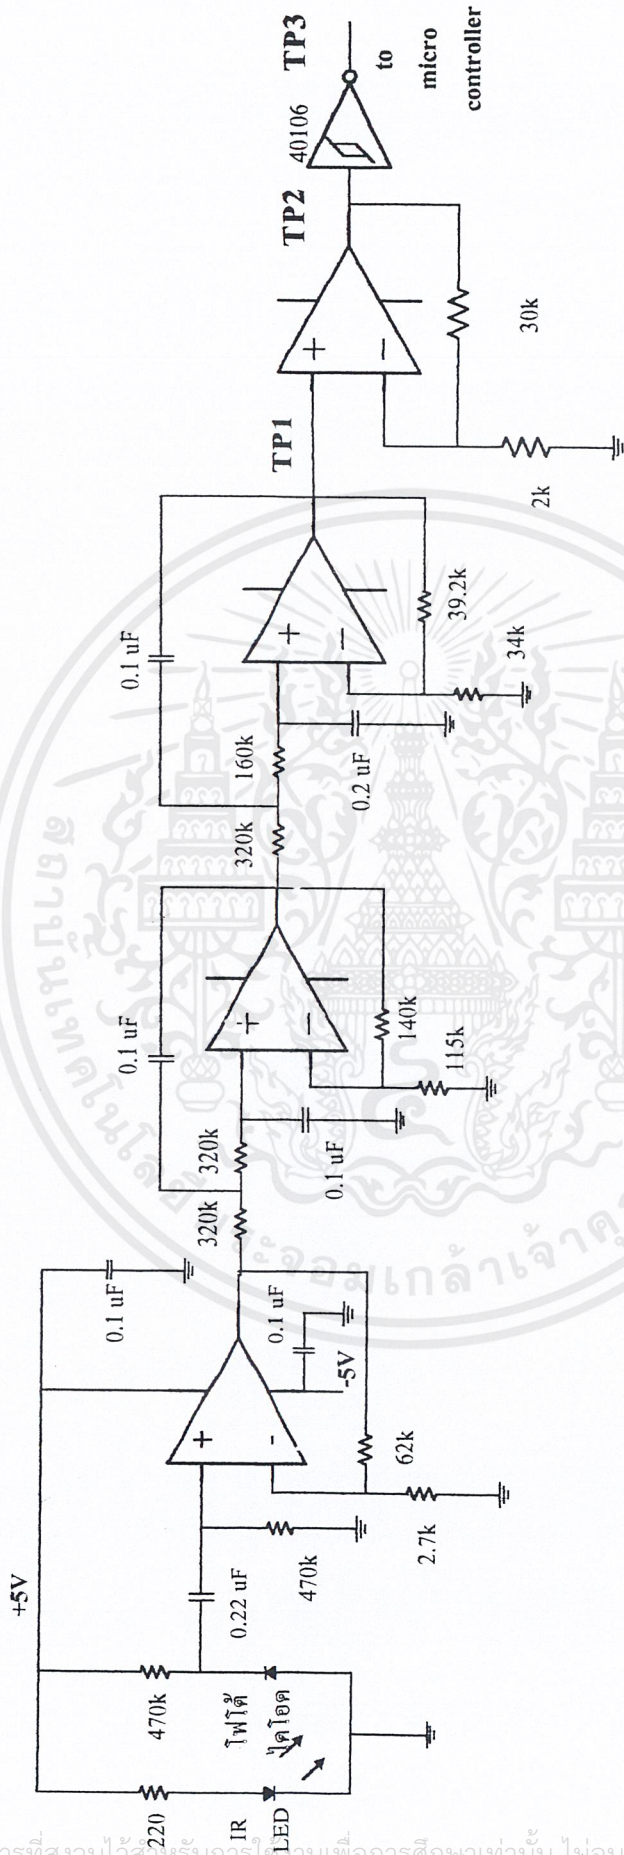 +5V
220
IR
LED
470k
โฟโต้
ไดโอด
0.22 uF
470k
+
-
2.7k
62k
-5V
0.1 uF
0.1 uF
320k
320k
0.1 uF
0.1 uF
+
-
115k
140k
320k
160k
0.1 uF
0.2 uF
+
-
34k
39.2k
TP1
+
-
2k
30k
TP2
40106
TP3
to
micro
controller